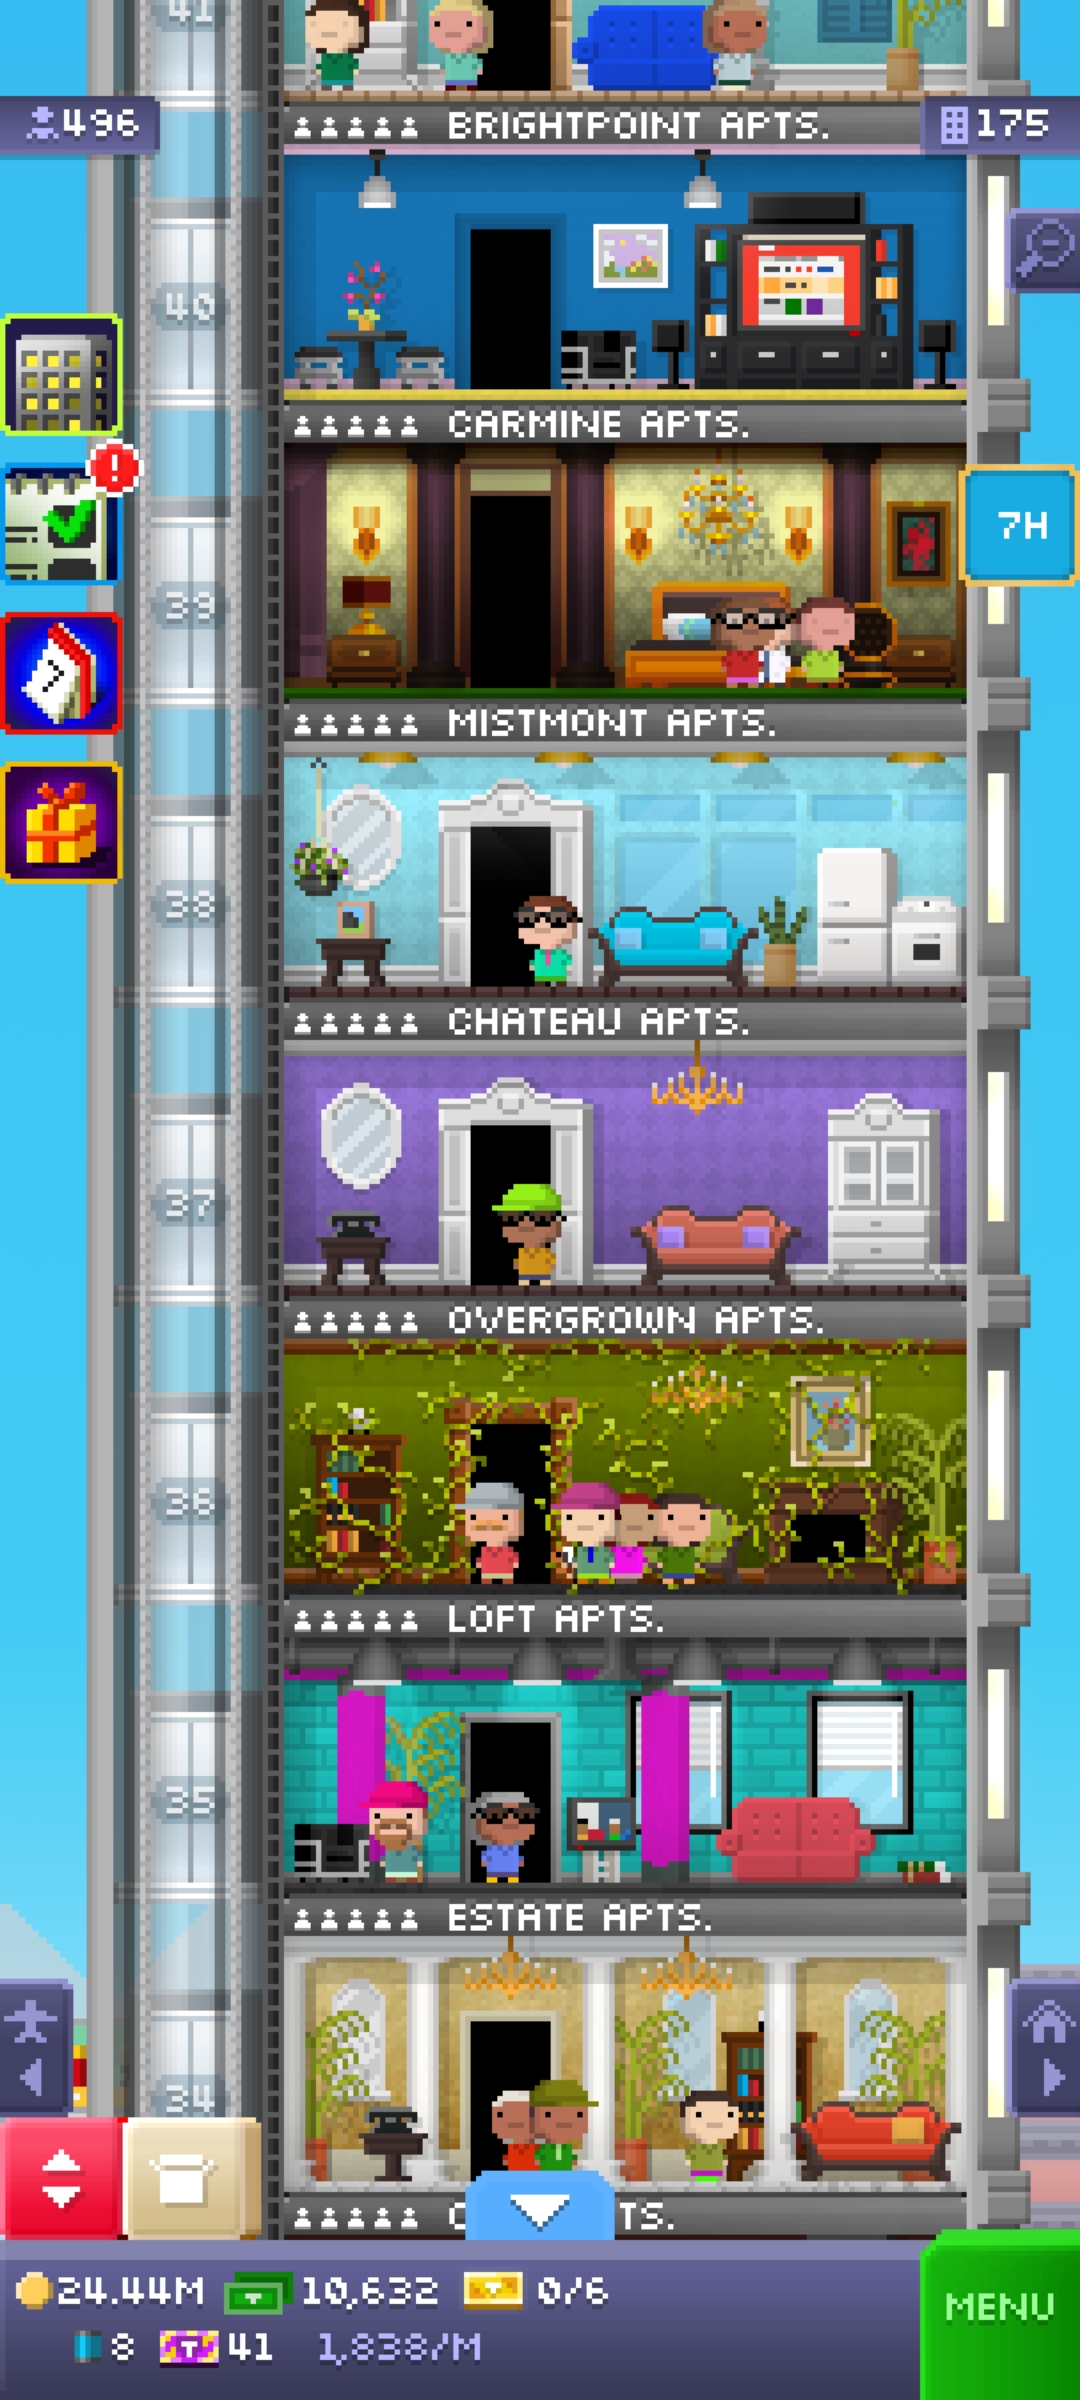 41
496
BRIGHTPOINT APTS.
175
40
CARMINE APTS.
7H
39
7
MISTMONT APTS.
38
CHATEAU APTS.
37
OVERGROWN APTS.
36
LOFT APTS.
35
ESTATE APTS.
34
TS.
24.44M 10,632 0/6
8 T 41 1,838/M
MENU